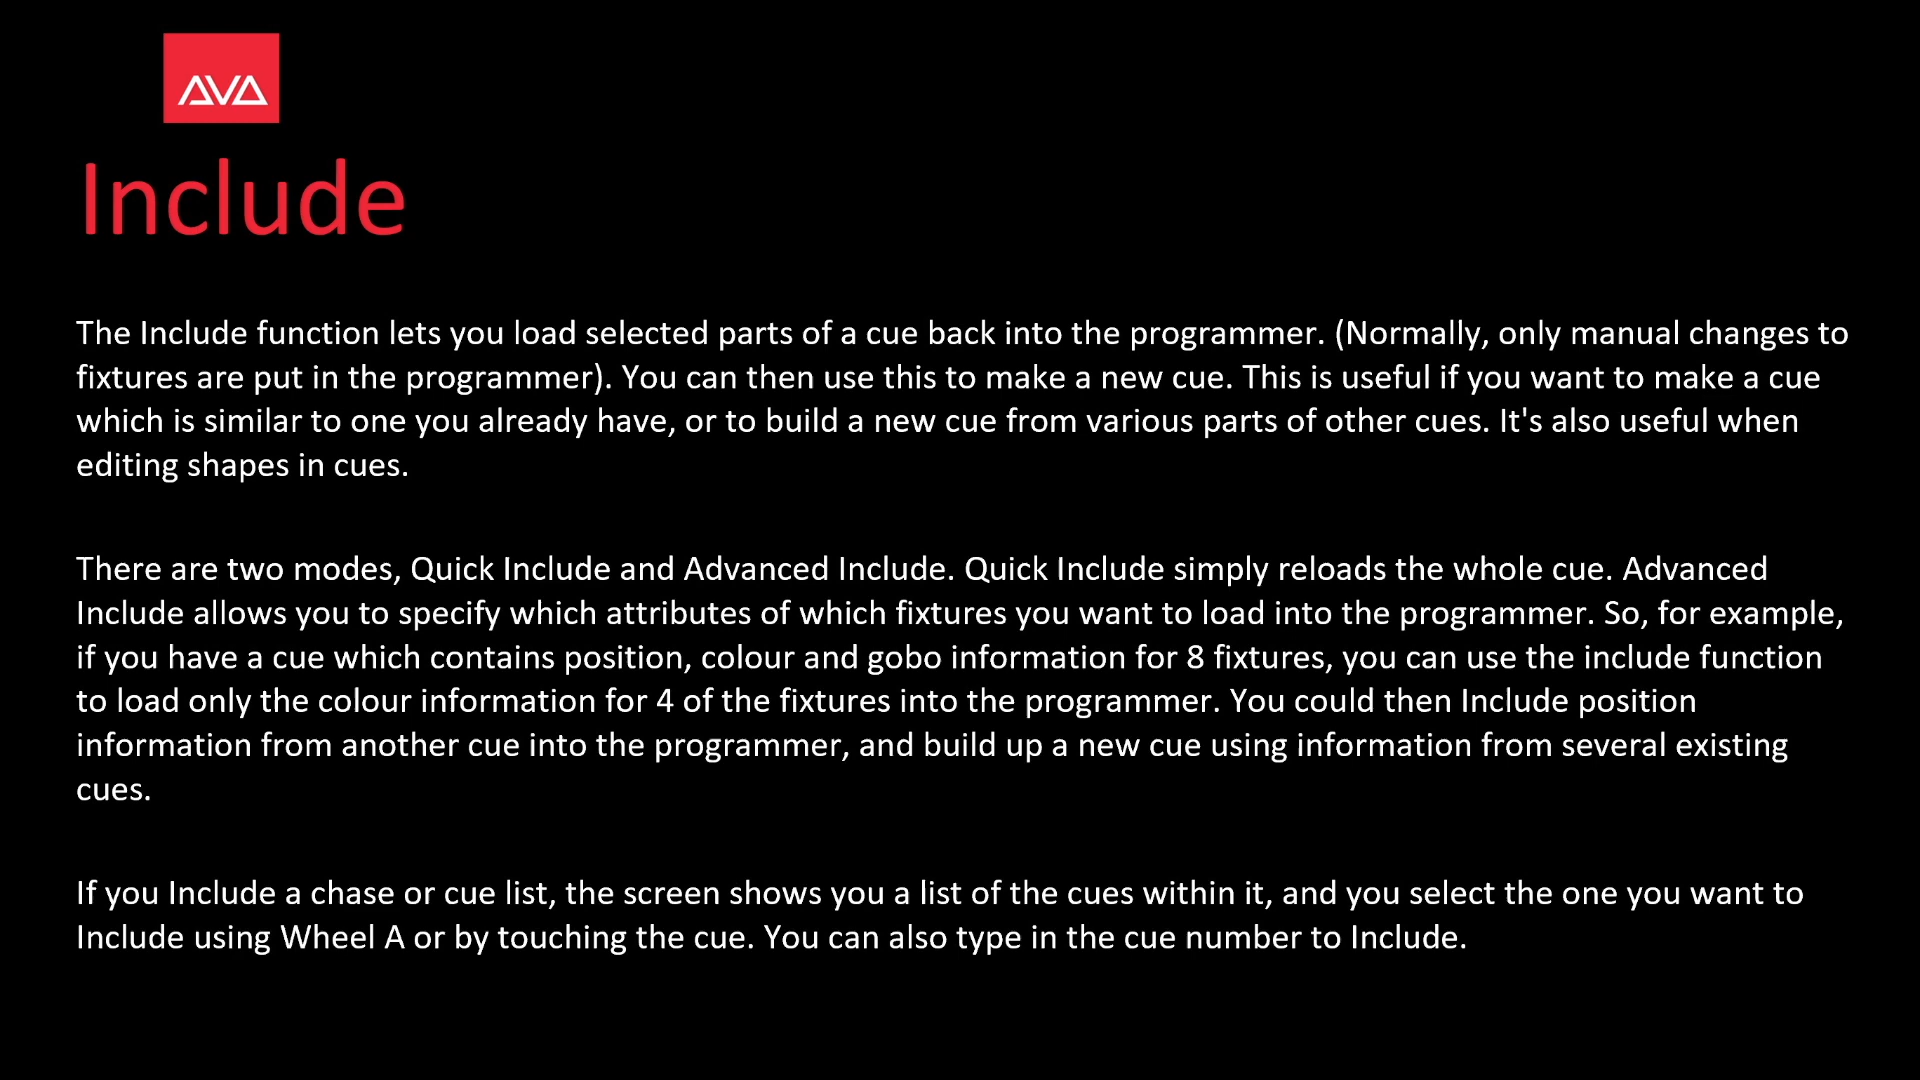 AVA
Include
The Include function lets you load selected parts of a cue back into the programmer. (Normally, only manual changes to
fixtures are put in the programmer). You can then use this to make a new cue. This is useful if you want to make a cue
which is similar to one you already have, or to build a new cue from various parts of other cues. It's also useful when
editing shapes in cues.
There are two modes, Quick Include and Advanced Include. Quick Include simply reloads the whole cue. Advanced
Include allows you to specify which attributes of which fixtures you want to load into the programmer. So, for example,
if you have a cue which contains position, colour and gobo information for 8 fixtures, you can use the include function
to load only the colour information for 4 of the fixtures into the programmer. You could then Include position
information from another cue into the programmer, and build up a new cue using information from several existing
cues.
If you Include a chase or cue list, the screen shows you a list of the cues within it, and you select the one you want to
Include using Wheel A or by touching the cue. You can also type in the cue number to Include.